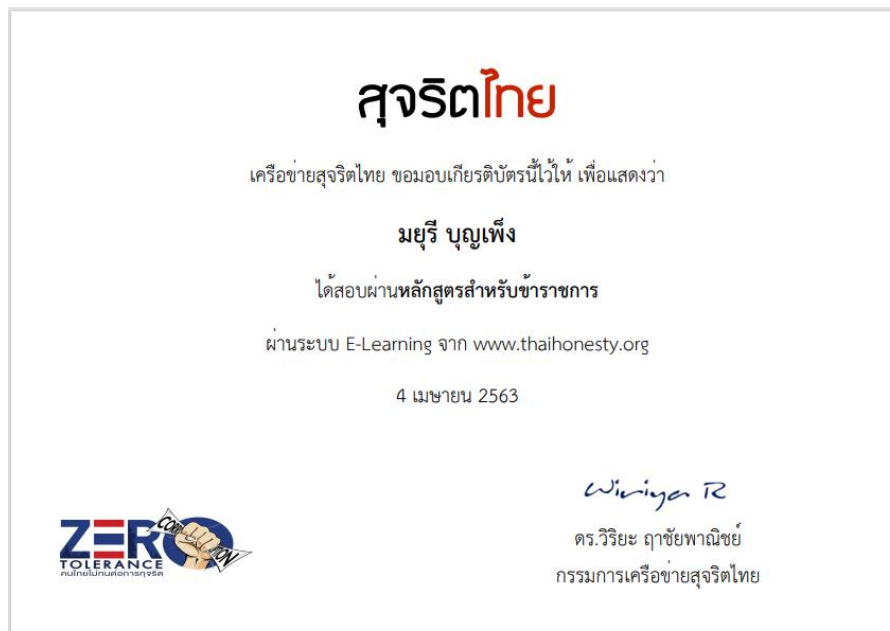 สุจริตไทย
เครือข่ายสุจริตไทย ขอมอบเกียรติบัตรนี้ไว้ให้ เพื่อแสดงว่า
มยุรี บุญเพ็ง
ได้สอบผ่านหลักสูตรสำหรับข้าราชการ
ผ่านระบบ E-Learning จาก www.thaihonesty.org
4 เมษายน 2563
Wiriya R
ดร.วิริยะ ฤาชัยพาณิชย์
กรรมการเครือข่ายสุจริตไทย
ZERO
CORRUPTION
TOLERANCE
คนไทยไม่ทนต่อการทุจริต